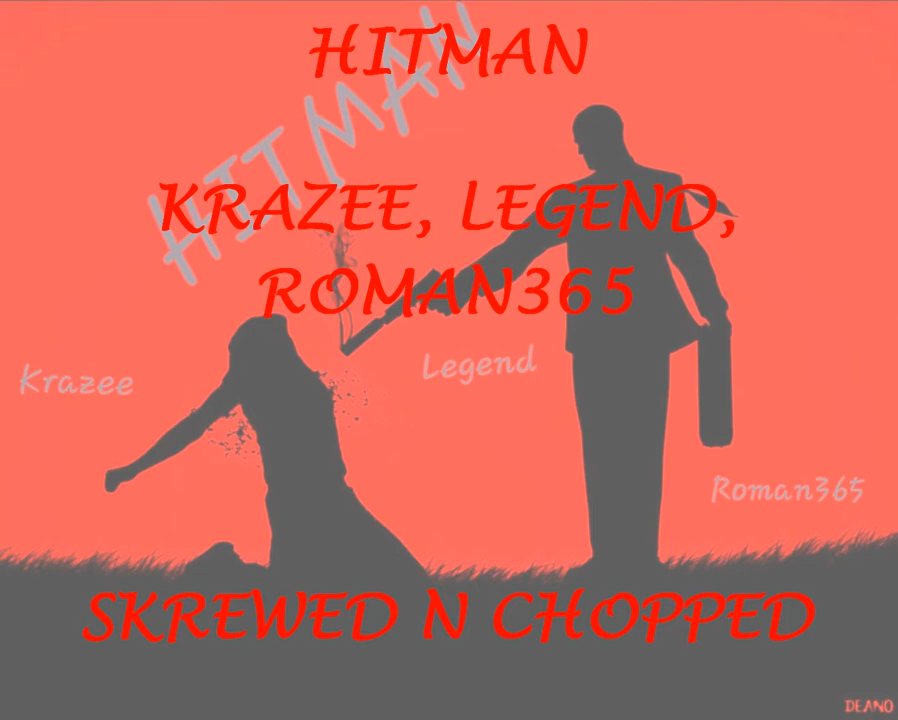 HITMAN
HITMAN
KRAZEE, LEGEND,
ROMAN365
Krazee
Legend
Roman365
SKREWED N CHOPPED
DEANO